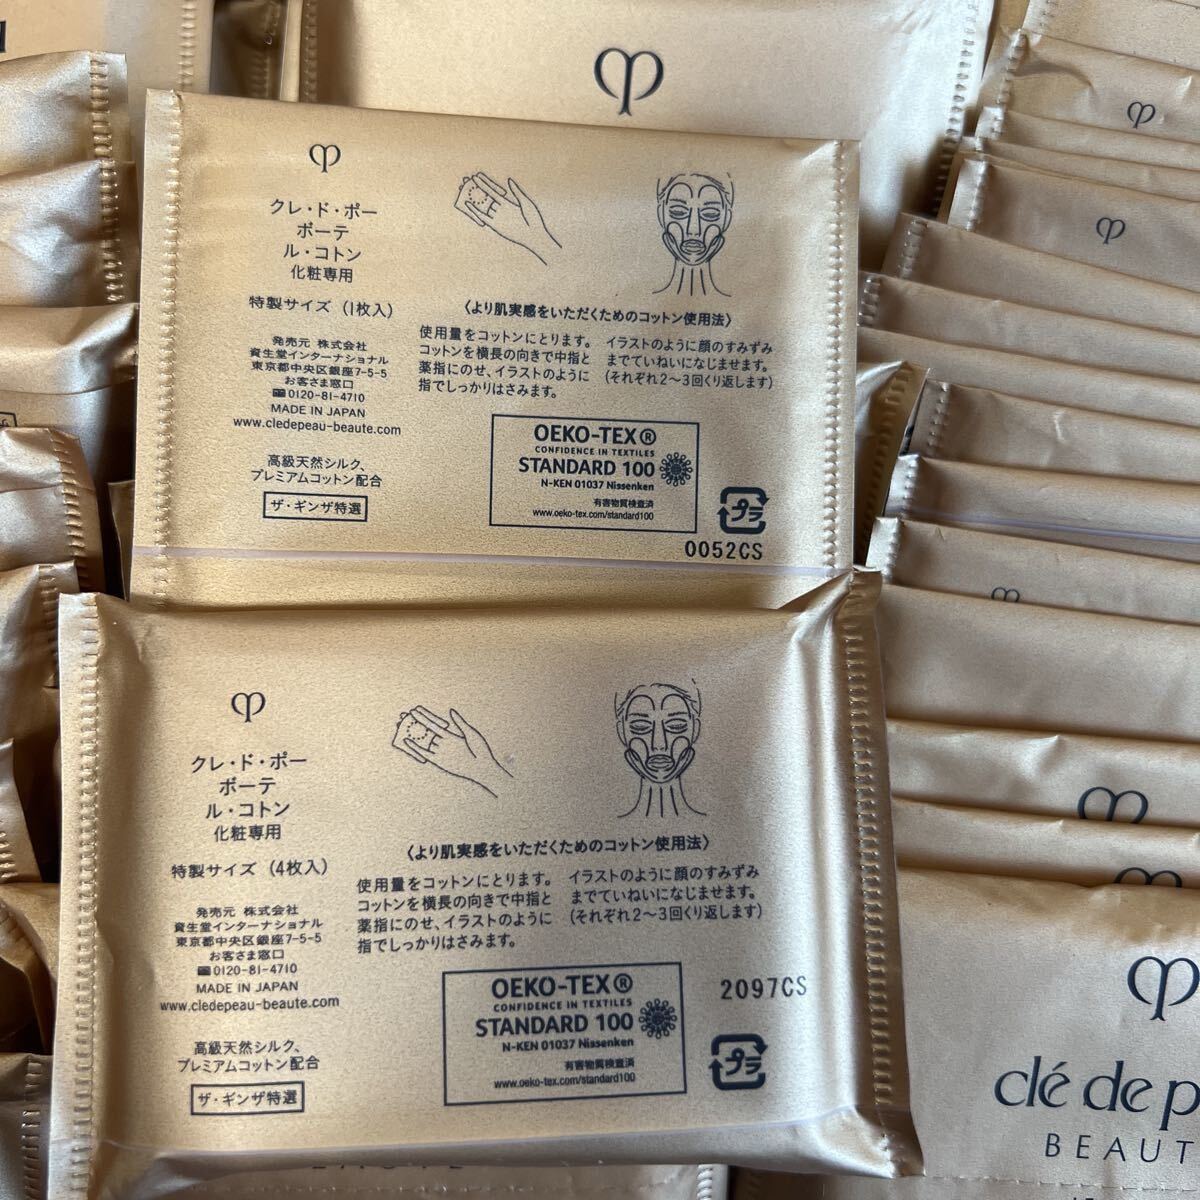 クレ・ド・ポー
ボーテ
ル・コトン
化粧専用
特製サイズ（1枚入）
発売元 株式会社
資生堂インターナショナル
東京都中央区銀座7-5-5
お客さま窓口
☎0120-81-4710
MADE IN JAPAN
www.cledepeau-beaute.com
高級天然シルク、
プレミアムコットン配合
ザ・ギンザ特選
〈より肌実感をいただくためのコットン使用法〉
使用量をコットンにとります。
コットンを横長の向きで中指と
薬指にのせ、イラストのように
指でしっかりはさみます。
イラストのように顔のすみずみ
までていねいになじませます。
（それぞれ2～3回くり返します）
OEKO-TEX®
CONFIDENCE IN TEXTILES
STANDARD 100
N-KEN 01037 Nissenken
有害物質検査済
www.oeko-tex.com/standard100
プラ
0052CS
クレ・ド・ポー
ボーテ
ル・コトン
化粧専用
特製サイズ（4枚入）
発売元 株式会社
資生堂インターナショナル
東京都中央区銀座7-5-5
お客さま窓口
☎0120-81-4710
MADE IN JAPAN
www.cledepeau-beaute.com
高級天然シルク、
プレミアムコットン配合
ザ・ギンザ特選
〈より肌実感をいただくためのコットン使用法〉
使用量をコットンにとります。
コットンを横長の向きで中指と
薬指にのせ、イラストのように
指でしっかりはさみます。
イラストのように顔のすみずみ
までていねいになじませます。
（それぞれ2～3回くり返します）
OEKO-TEX®
CONFIDENCE IN TEXTILES
STANDARD 100
N-KEN 01037 Nissenken
有害物質検査済
www.oeko-tex.com/standard100
2097CS
プラ
clé de p
BEAUT